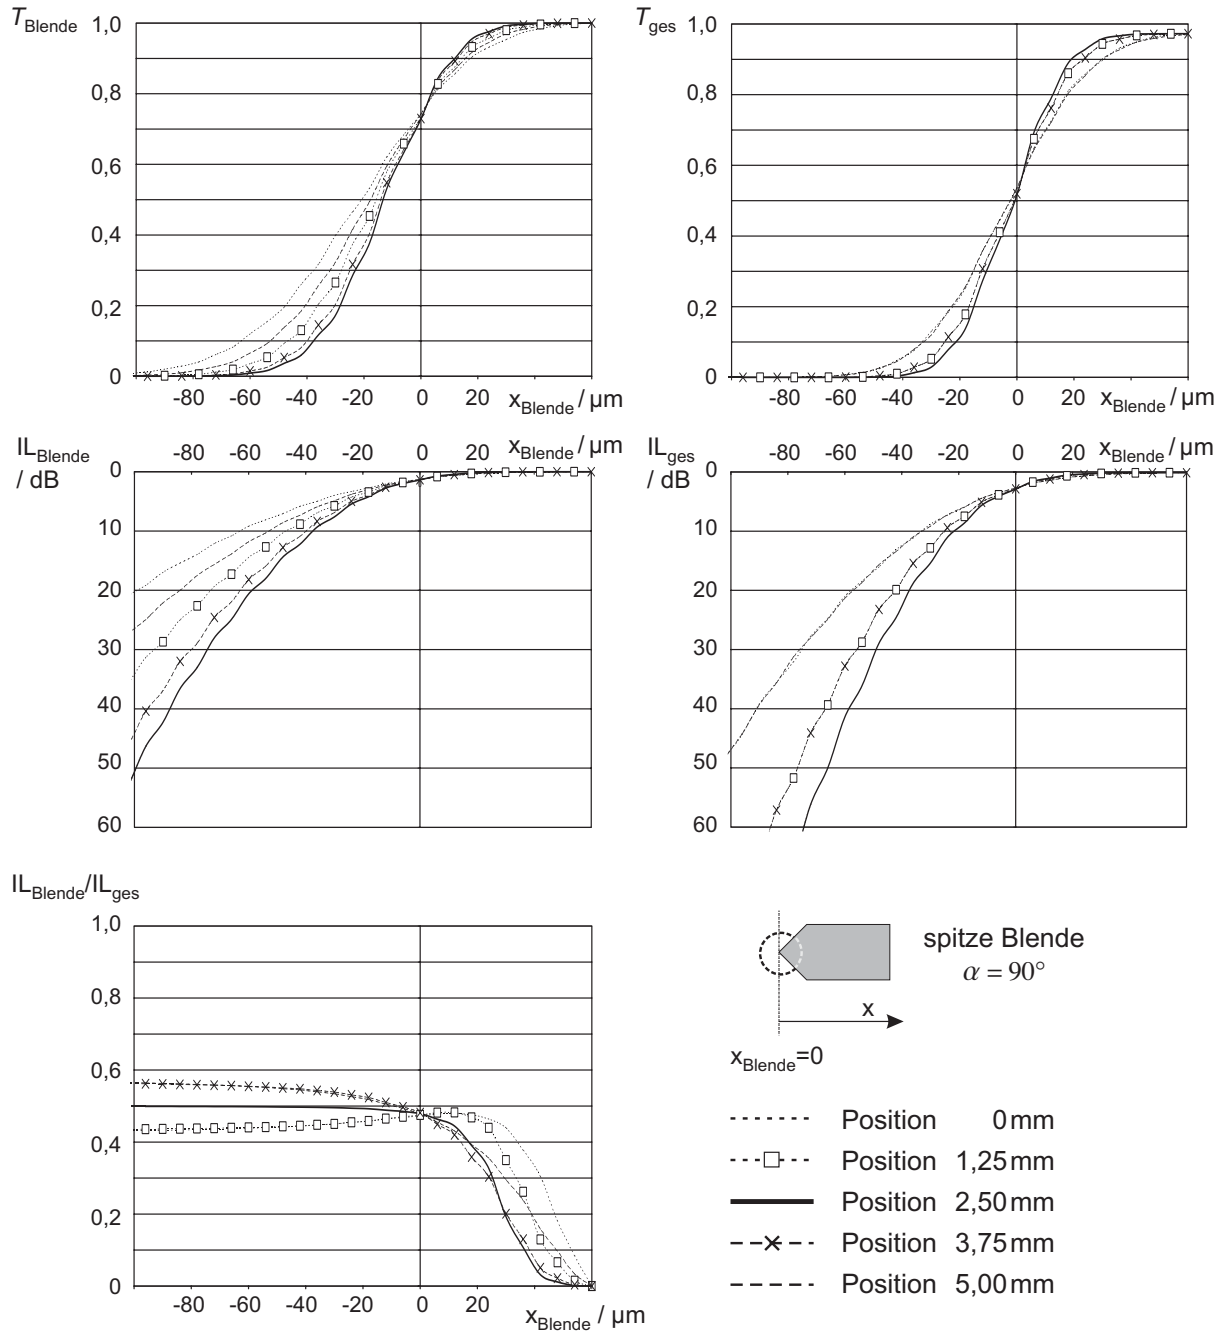 T_Blende
1,0
0,8
0,6
0,4
0,2
0
-80 -60 -40 -20 0 20 x_Blende / µm
T_ges
1,0
0,8
0,6
0,4
0,2
0
-80 -60 -40 -20 0 20 x_Blende / µm
IL_Blende / dB
-80 -60 -40 -20 0 20 x_Blende / µm
0
10
20
30
40
50
60
IL_ges / dB
-80 -60 -40 -20 0 20 x_Blende / µm
0
10
20
30
40
50
60
IL_Blende/IL_ges
1,0
0,8
0,6
0,4
0,2
0
-80 -60 -40 -20 0 20 x_Blende / µm
spitze Blende
α = 90°
x
x_Blende=0
Position 0 mm
Position 1,25 mm
Position 2,50 mm
Position 3,75 mm
Position 5,00 mm